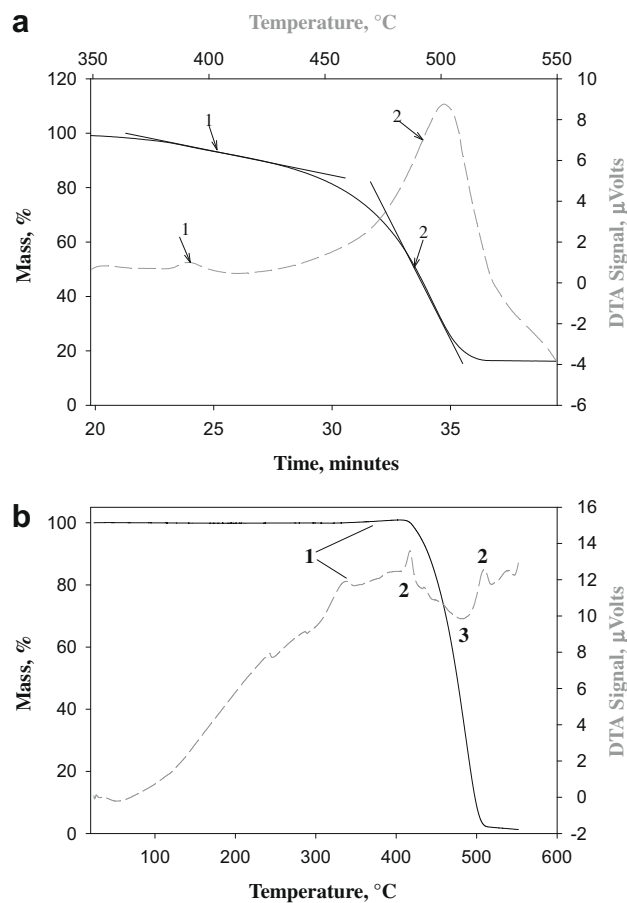 a
Temperature, °C
350 400 450 500 550
120 10
100 8
80 6
60 4
40 2
20 0
0 -2
-4
-6
Mass, %
DTA Signal, µVolts
1
2
1
2
20 25 30 35
Time, minutes
b
100
80
60
40
20
0
16
14
12
10
8
6
4
2
0
-2
Mass, %
DTA Signal, µVolts
1
2
2
3
100 200 300 400 500 600
Temperature, °C